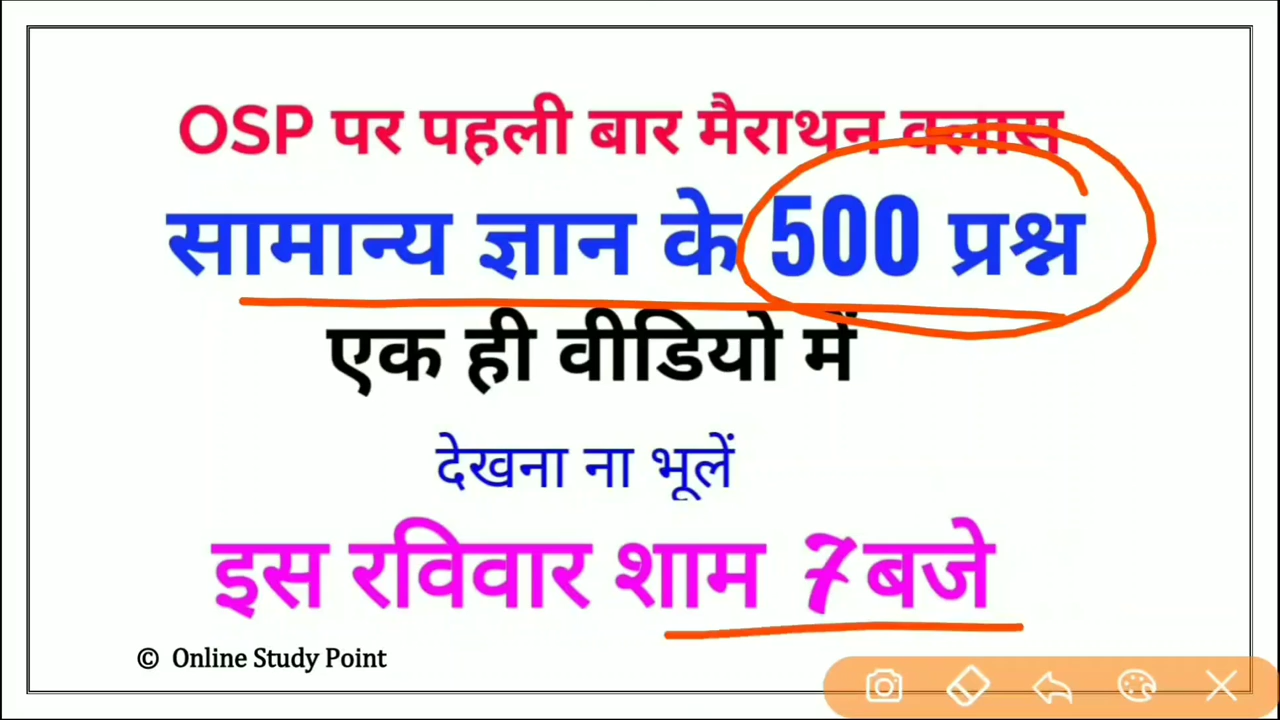 OSP पर पहली बार मैराथन क्लास
सामान्य ज्ञान के 500 प्रश्न
एक ही वीडियो में
देखना ना भूलें
इस रविवार शाम 7 बजे
© Online Study Point